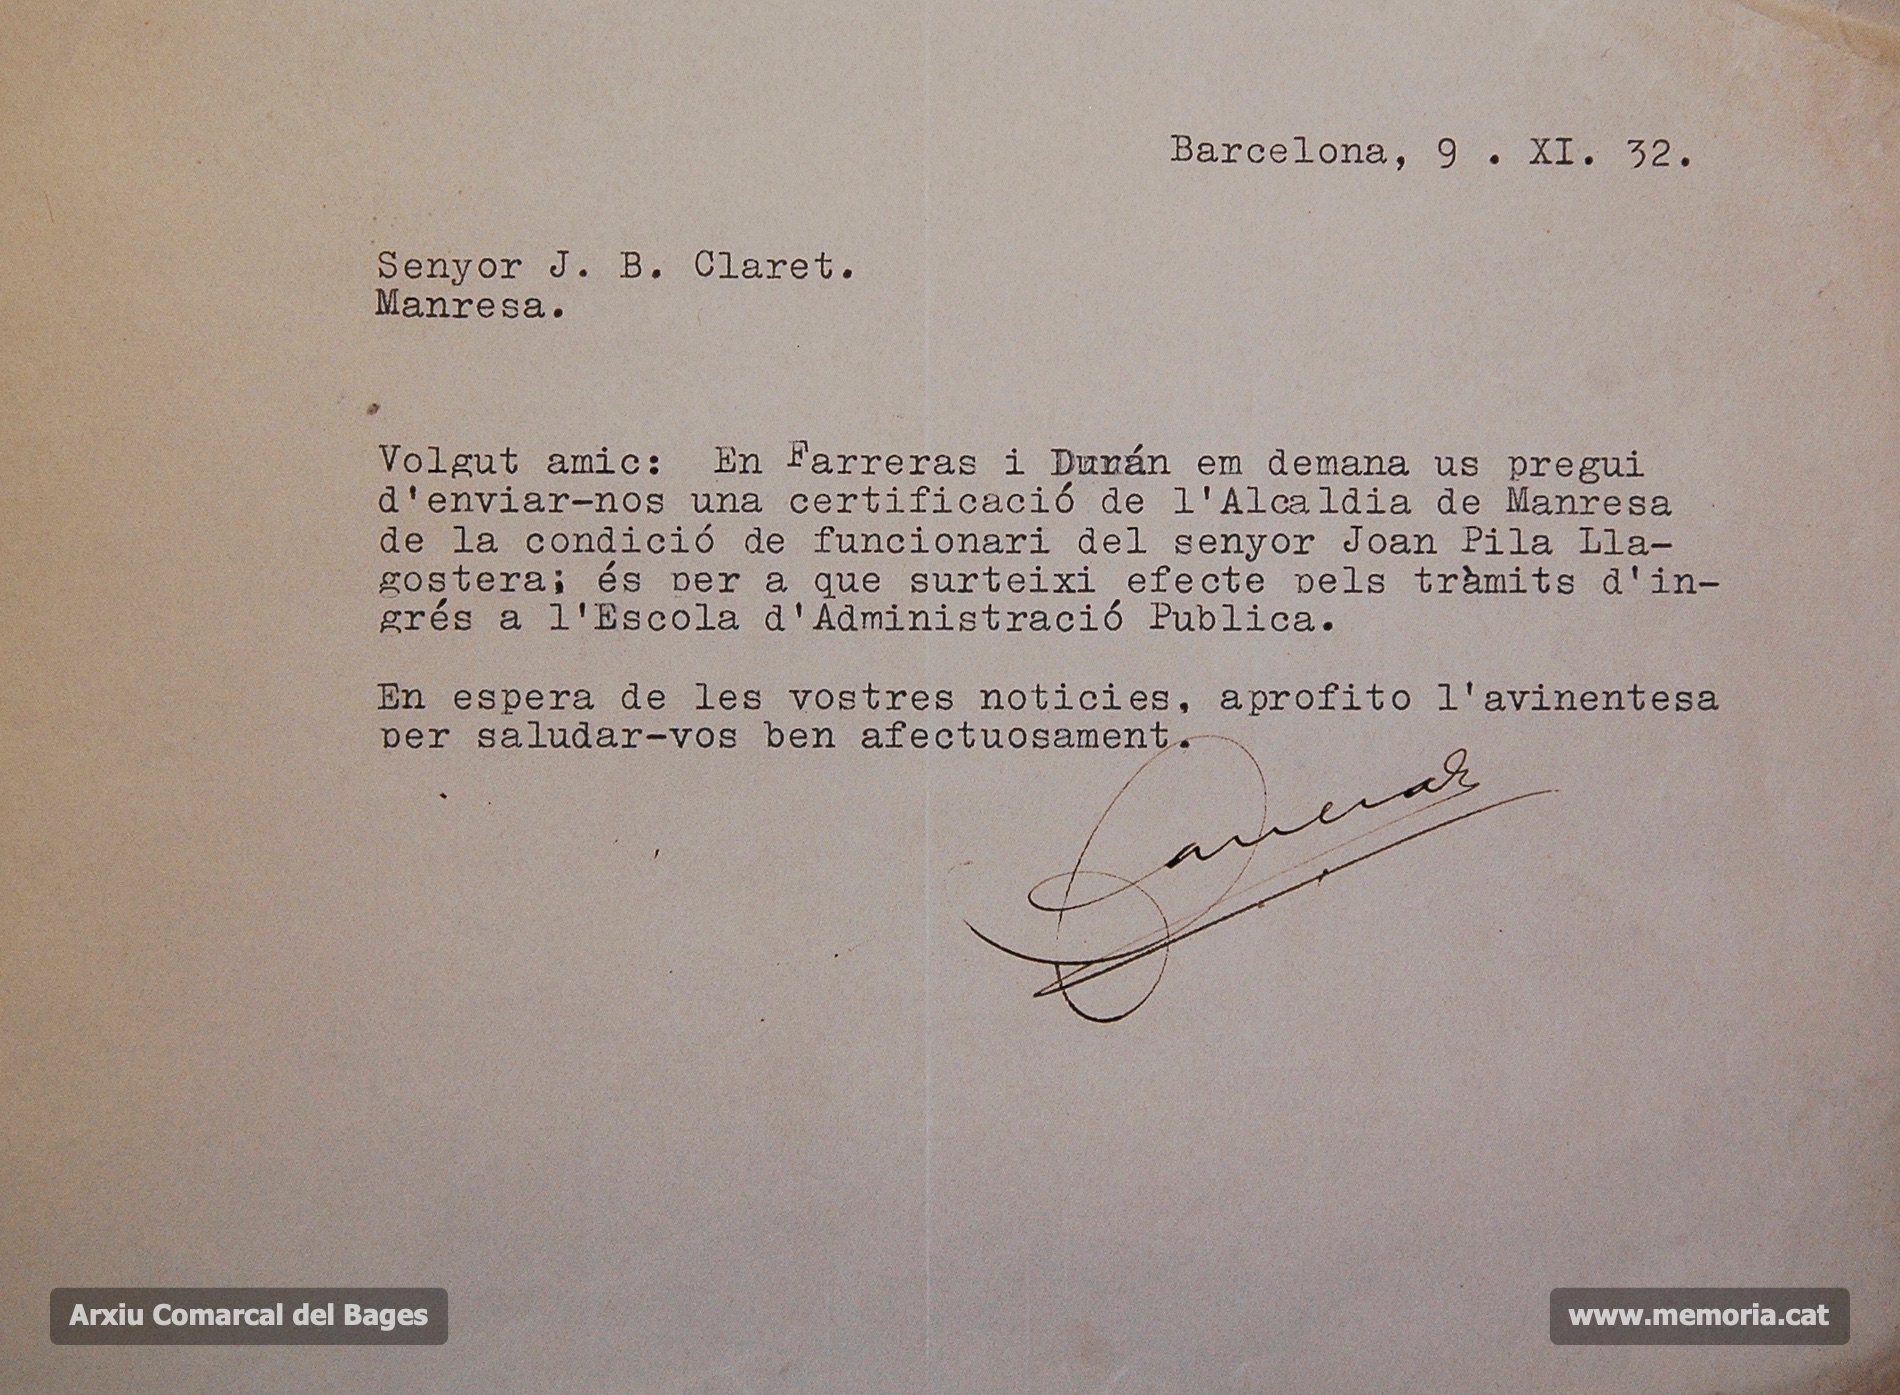 Barcelona, 9 . XI. 32.
Senyor J. B. Claret.
Manresa.
Volgut amic: En Farreras i Durán em demana us pregui
d'enviar-nos una certificació de l'Alcaldia de Manresa
de la condició de funcionari del senyor Joan Pila Lla-
gostera; és per a que surteixi efecte pels tràmits d'in-
grés a l'Escola d'Administració Publica.
En espera de les vostres noticies, aprofito l'avinentesa
per saludar-vos ben afectuosament.
Arxiu Comarcal del Bages
www.memoria.cat